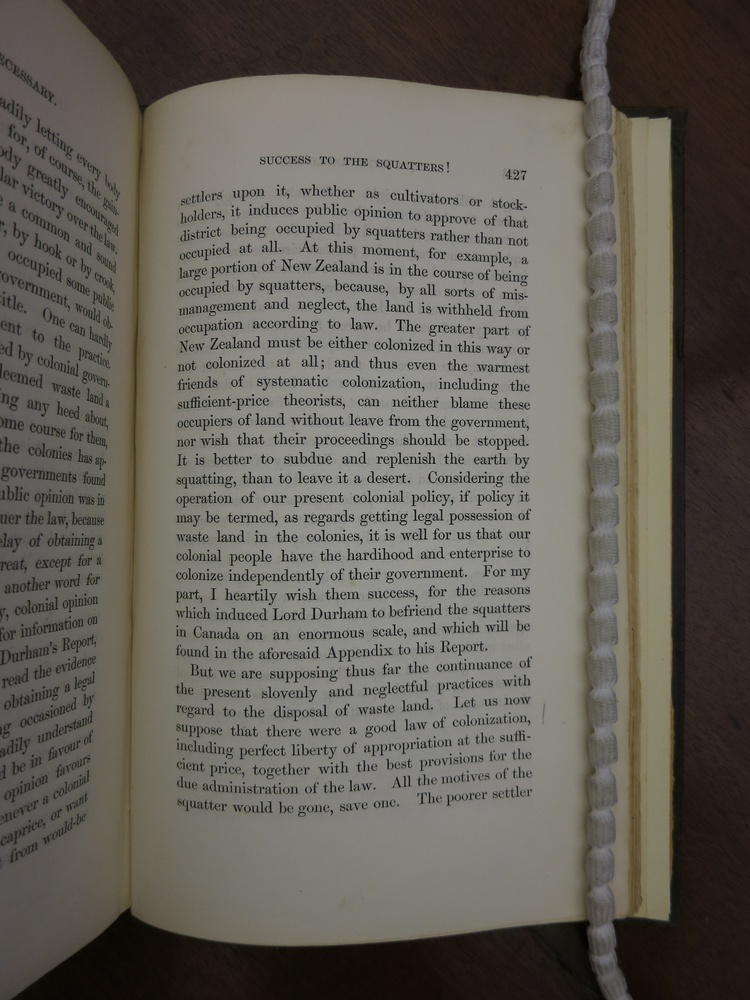 ECESSARY.
adily letting every body
for, of course, the gain-
ody greatly encouraged
lar victory over the law.
e a common and sound
r, by hook or by crook,
occupied some public
overnment, would ob-
title. One can hardly
ent to the practice.
ed by colonial govern-
deemed waste land a
ng any heed about,
ome course for them,
the colonies has ap-
governments found
ublic opinion was in
uer the law, because
elay of obtaining a
reat, except for a
another word for
y, colonial opinion
for information on
Durham's Report,
read the evidence
obtaining a legal
ng occasioned by
adily understand
d be in favour of
opinion favours
enever a colonial
caprice, or want
from would-be
SUCCESS TO THE SQUATTERS! 427
settlers upon it, whether as cultivators or stock-
holders, it induces public opinion to approve of that
district being occupied by squatters rather than not
occupied at all. At this moment, for example, a
large portion of New Zealand is in the course of being
occupied by squatters, because, by all sorts of mis-
management and neglect, the land is withheld from
occupation according to law. The greater part of
New Zealand must be either colonized in this way or
not colonized at all; and thus even the warmest
friends of systematic colonization, including the
sufficient-price theorists, can neither blame these
occupiers of land without leave from the government,
nor wish that their proceedings should be stopped.
It is better to subdue and replenish the earth by
squatting, than to leave it a desert. Considering the
operation of our present colonial policy, if policy it
may be termed, as regards getting legal possession of
waste land in the colonies, it is well for us that our
colonial people have the hardihood and enterprise to
colonize independently of their government. For my
part, I heartily wish them success, for the reasons
which induced Lord Durham to befriend the squatters
in Canada on an enormous scale, and which will be
found in the aforesaid Appendix to his Report.
But we are supposing thus far the continuance of
the present slovenly and neglectful practices with
regard to the disposal of waste land. Let us now
suppose that there were a good law of colonization,
including perfect liberty of appropriation at the suffi-
cient price, together with the best provisions for the
due administration of the law. All the motives of the
squatter would be gone, save one. The poorer settler